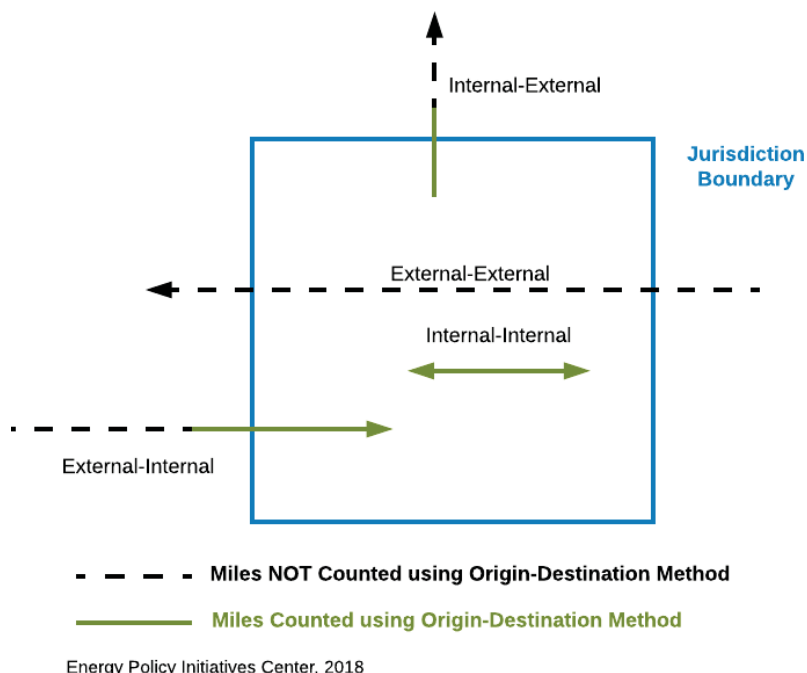 Internal-External
Jurisdiction
Boundary
External-External
Internal-Internal
External-Internal
Miles NOT Counted using Origin-Destination Method
Miles Counted using Origin-Destination Method
Energy Policy Initiatives Center, 2018